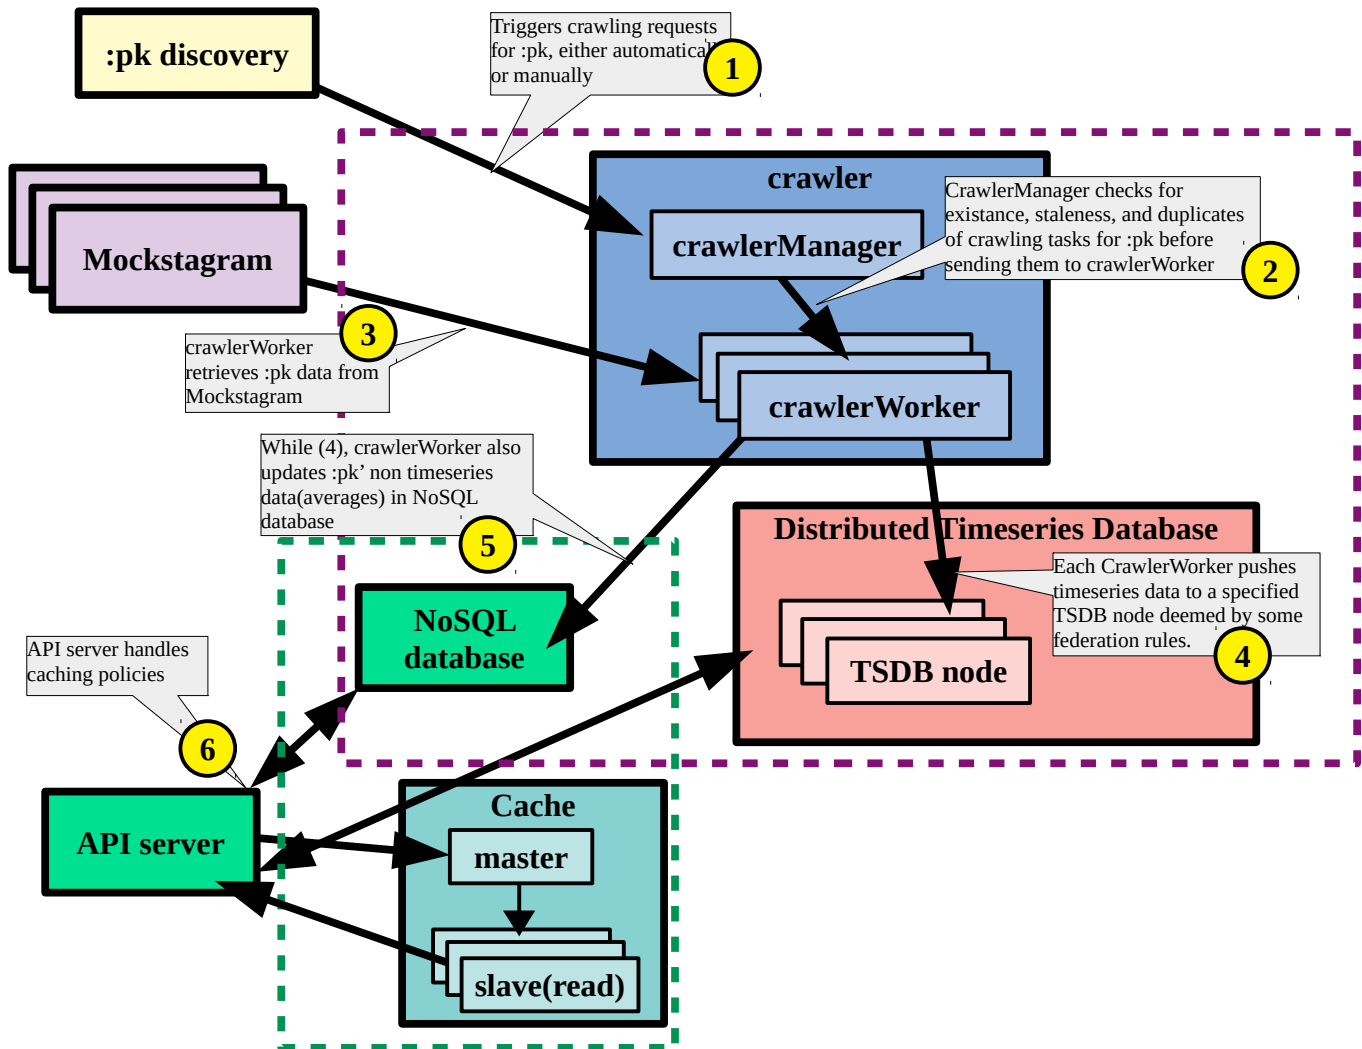 :pk discovery
Triggers crawling requests
for :pk, either automatically
or manually
1
Mockstagram
crawler
crawlerManager
CrawlerManager checks for
existance, staleness, and duplicates
of crawling tasks for :pk before
sending them to crawlerWorker
2
3
crawlerWorker
retrieves :pk data from
Mockstagram
crawlerWorker
While (4), crawlerWorker also
updates :pk’ non timeseries
data(averages) in NoSQL
database
5
Distributed Timeseries Database
Each CrawlerWorker pushes
timeseries data to a specified
TSDB node deemed by some
federation rules.
4
TSDB node
NoSQL
database
API server handles
caching policies
6
API server
Cache
master
slave(read)